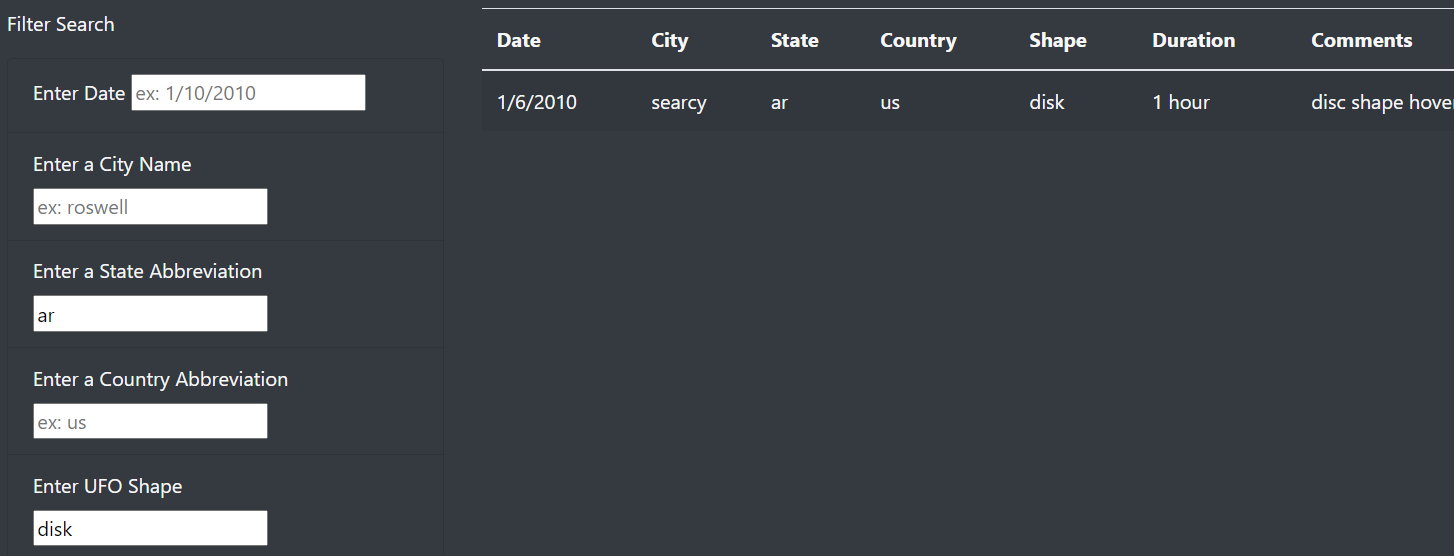 Filter Search
Enter Date ex: 1/10/2010
Enter a City Name
ex: roswell
Enter a State Abbreviation
ar
Enter a Country Abbreviation
ex: us
Enter UFO Shape
disk
Date City State Country Shape Duration Comments
1/6/2010 searcy ar us disk 1 hour disc shape